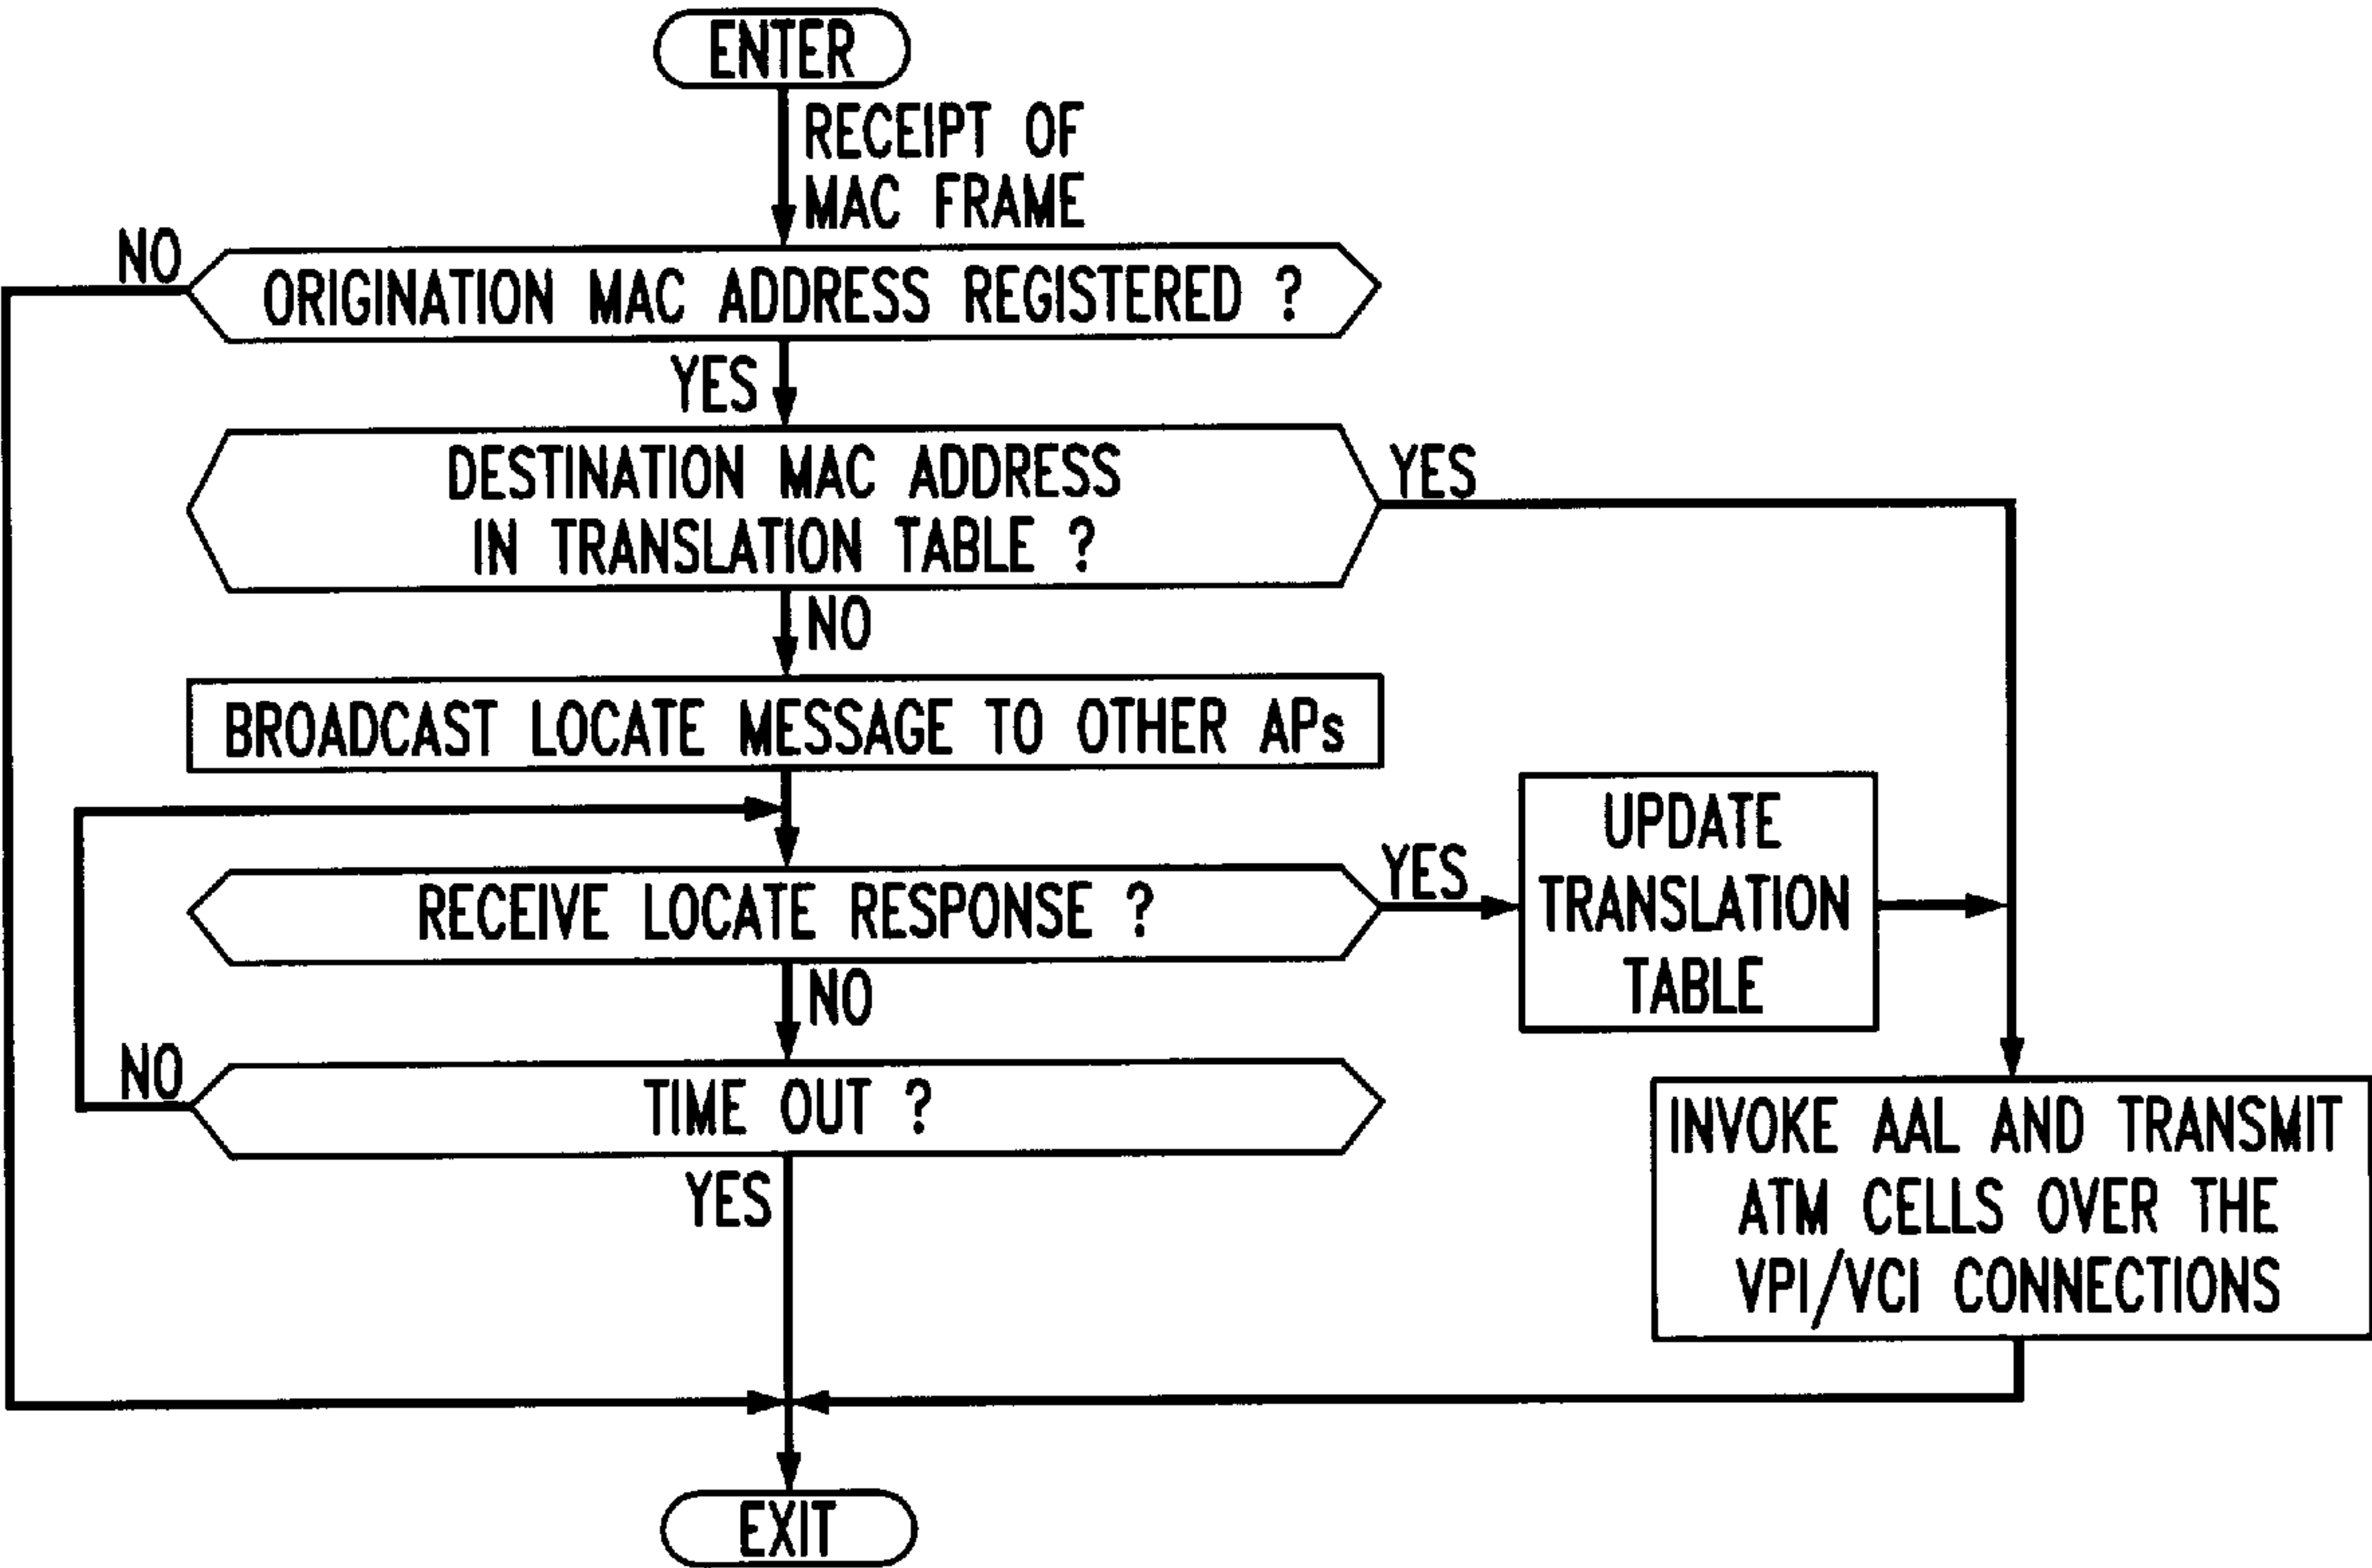 ENTER
RECEIPT OF
MAC FRAME
NO
ORIGINATION MAC ADDRESS REGISTERED ?
YES
DESTINATION MAC ADDRESS
IN TRANSLATION TABLE ?
YES
NO
BROADCAST LOCATE MESSAGE TO OTHER APs
RECEIVE LOCATE RESPONSE ?
YES
UPDATE
TRANSLATION
TABLE
NO
NO
TIME OUT ?
YES
INVOKE AAL AND TRANSMIT
ATM CELLS OVER THE
VPI/VCI CONNECTIONS
EXIT